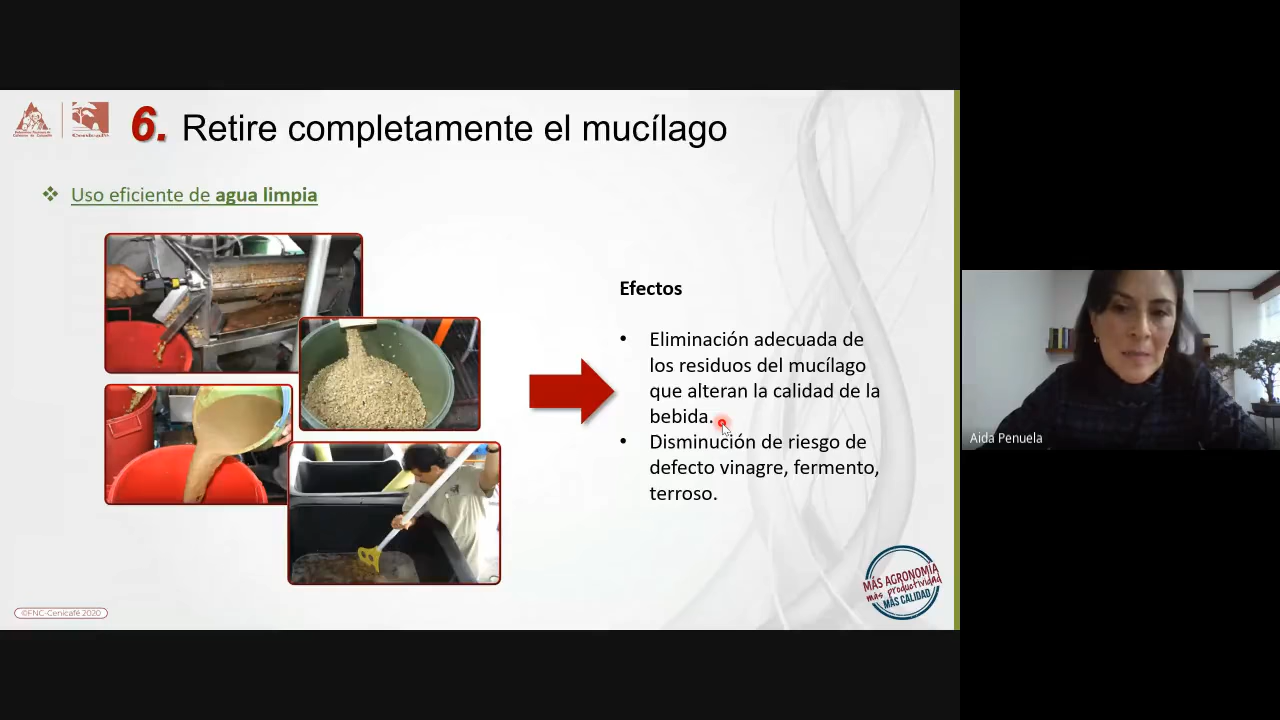 6. Retire completamente el mucílago
Uso eficiente de agua limpia
Efectos
Eliminación adecuada de
los residuos del mucílago
que alteran la calidad de la
bebida.
Disminución de riesgo de
defecto vinagre, fermento,
terroso.
MÁS AGRONOMÍA
más productividad
MÁS CALIDAD
©FNC-Cenicafé 2020
Cenicafé
Aida Penuela